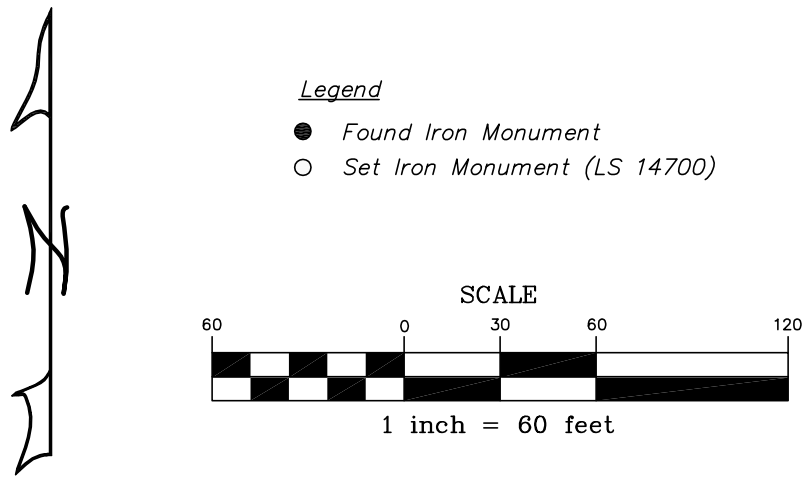 Legend
Found Iron Monument
Set Iron Monument (LS 14700)
N
SCALE
60 0 30 60 120
1 inch = 60 feet